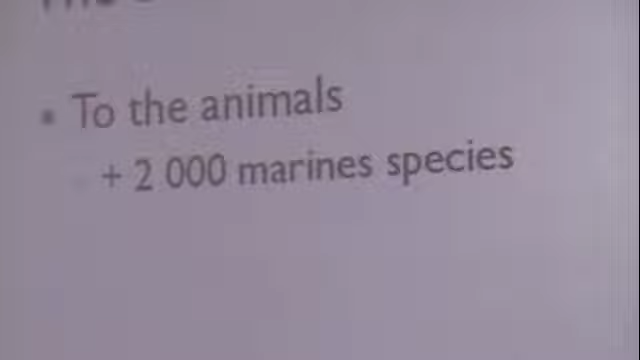 • To the animals
+ 2 000 marines species